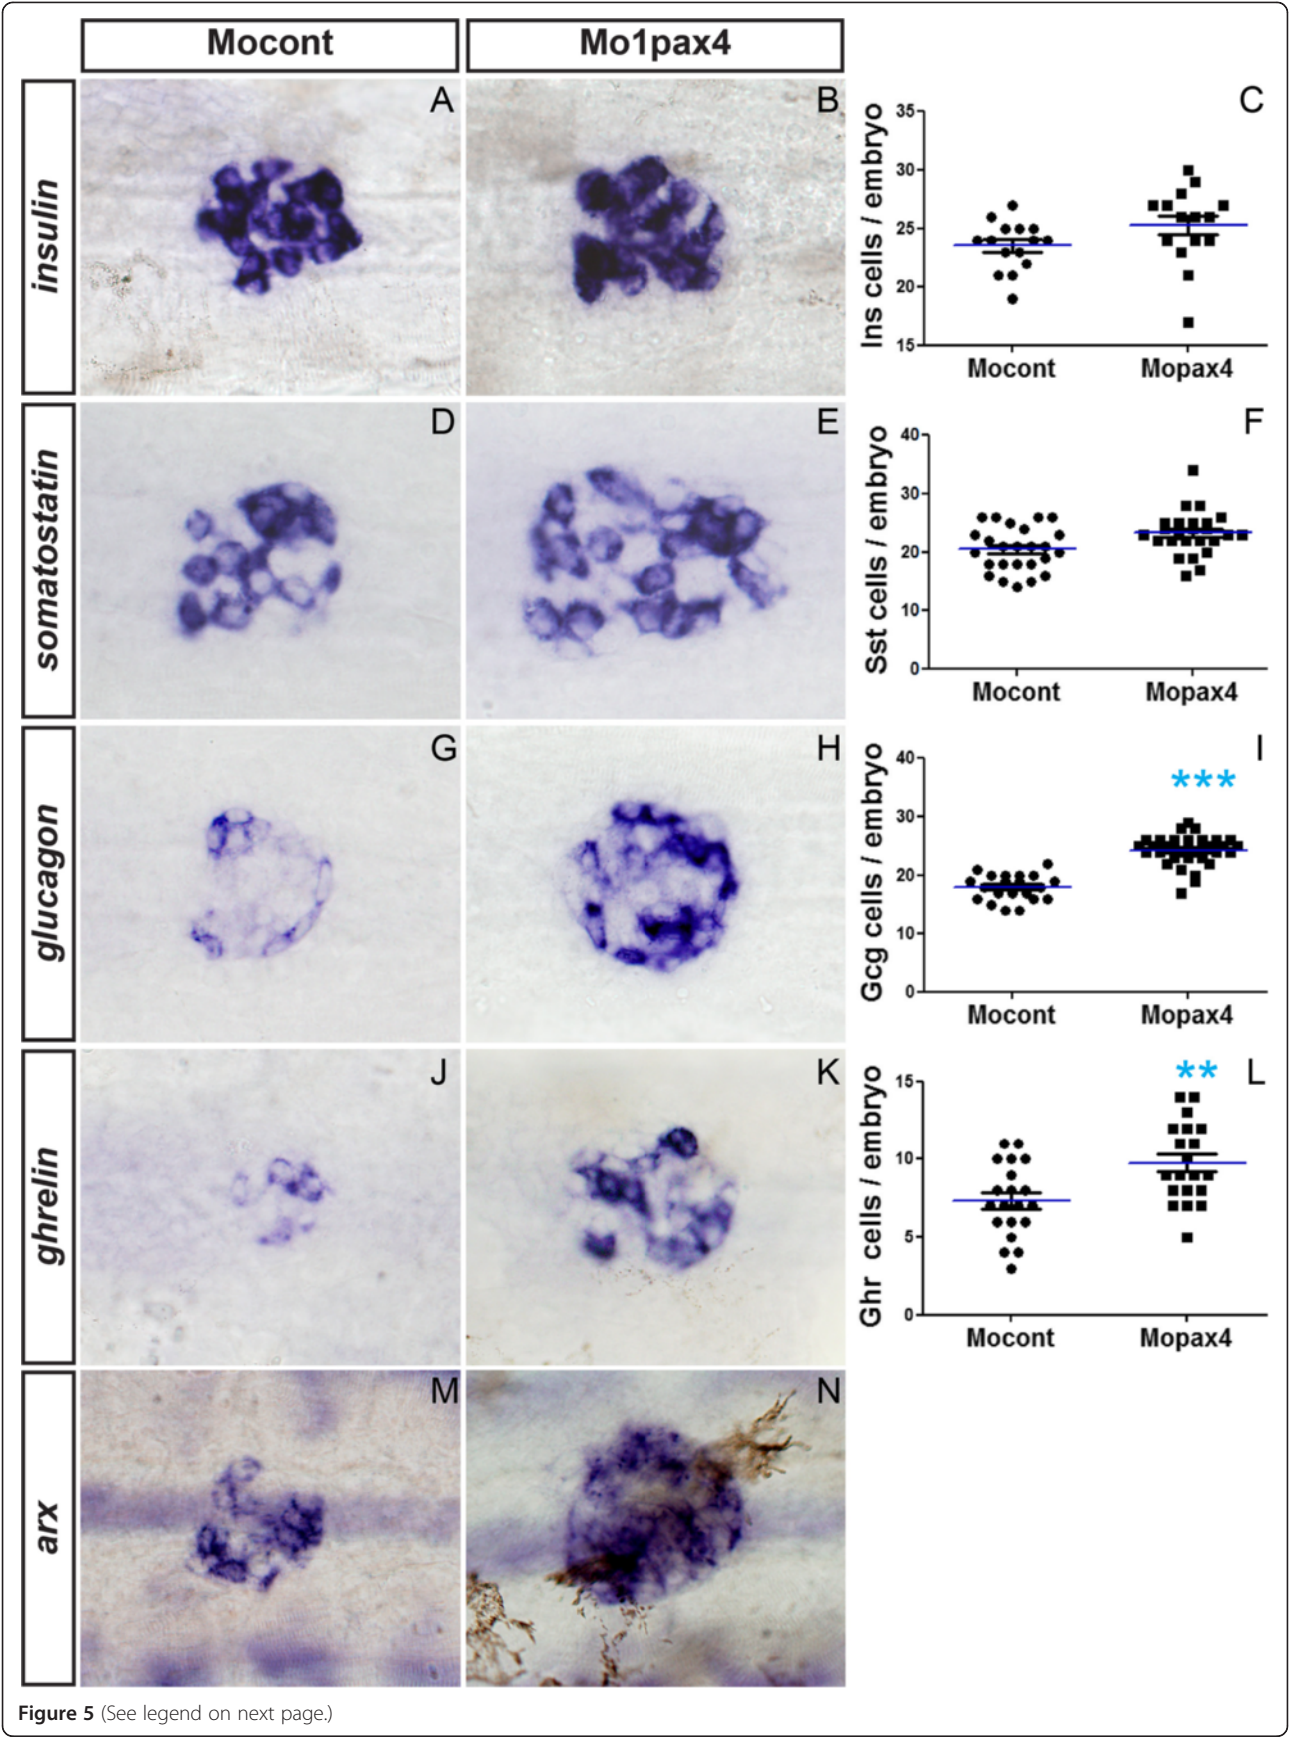 Mocont
Mo1pax4
insulin
A
B
C
Ins cells / embryo
35
30
25
20
15
Mocont
Mopax4
somatostatin
D
E
F
Sst cells / embryo
40
30
20
10
0
Mocont
Mopax4
glucagon
G
H
I
Gcg cells / embryo
40
30
20
10
0
***
Mocont
Mopax4
ghrelin
J
K
L
Ghr cells / embryo
15
10
5
0
**
Mocont
Mopax4
arx
M
N
Figure 5 (See legend on next page.)